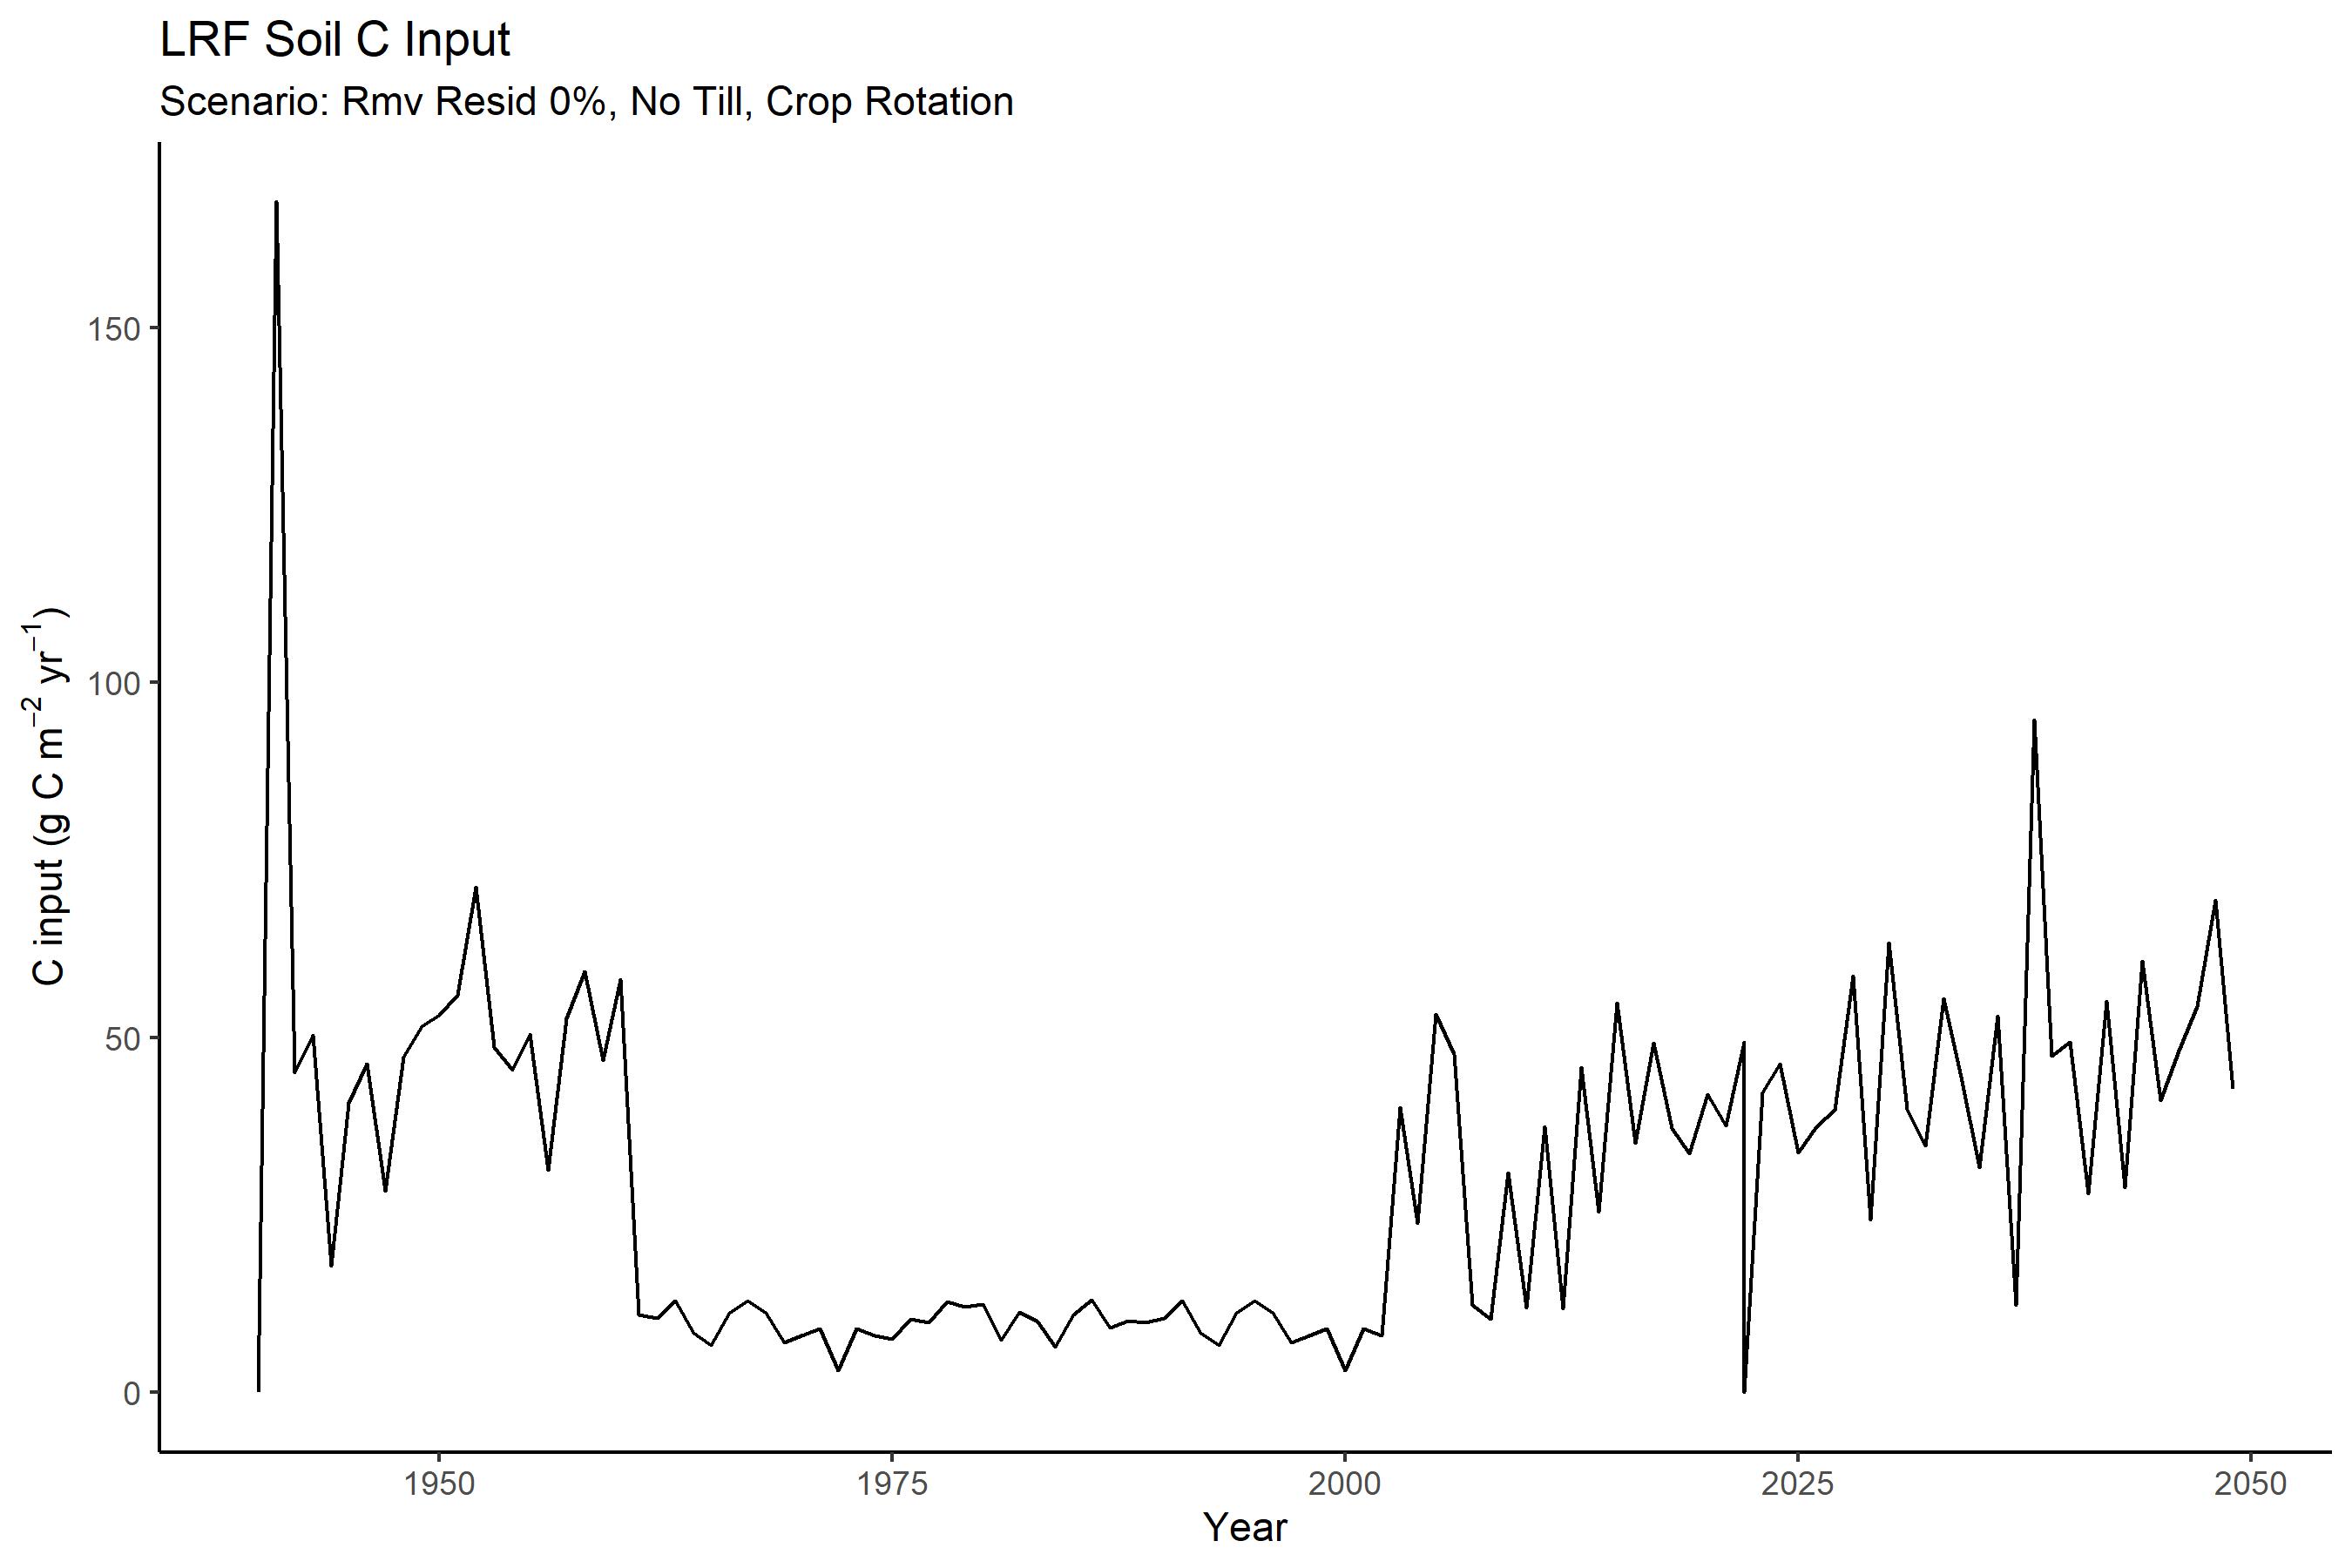 LRF Soil C Input
Scenario: Rmv Resid 0%, No Till, Crop Rotation
C input (g C m⁻² yr⁻¹)
150
100
50
0
1950 1975 2000 2025 2050
Year